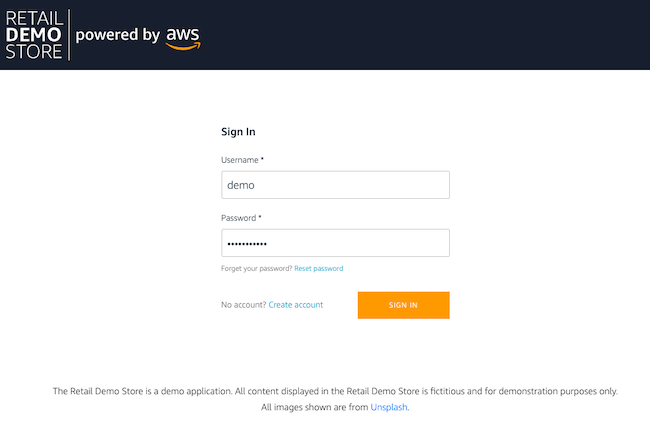 RETAIL
DEMO
STORE
powered by aws
Sign In
Username *
demo
Password *
•••••••••••
Forget your password? Reset password
No account? Create account
SIGN IN
The Retail Demo Store is a demo application. All content displayed in the Retail Demo Store is fictitious and for demonstration purposes only.
All images shown are from Unsplash.